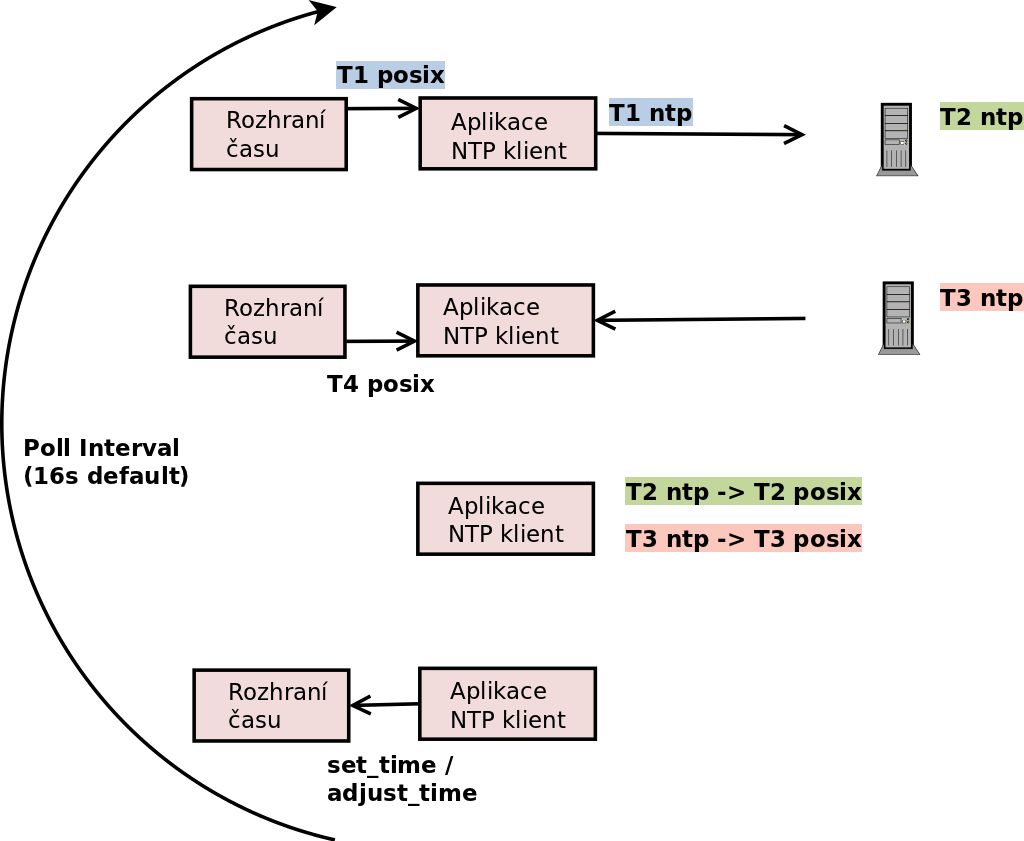 T1 posix
Rozhraní
času
Aplikace
NTP klient
T1 ntp
T2 ntp
Rozhraní
času
Aplikace
NTP klient
T3 ntp
T4 posix
Poll Interval
(16s default)
Aplikace
NTP klient
T2 ntp -> T2 posix
T3 ntp -> T3 posix
Rozhraní
času
Aplikace
NTP klient
set_time /
adjust_time